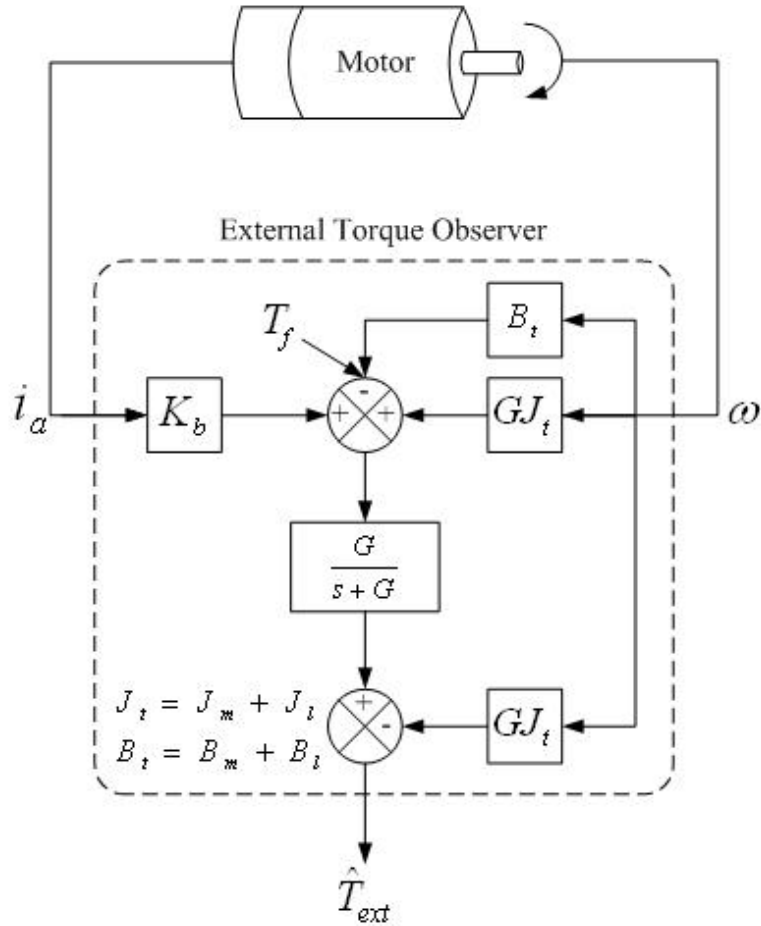 Motor
External Torque Observer
B_t
T_f
-
i_a
K_b
+ +
GJ_t
ω
G
s + G
J_t = J_m + J_l
B_t = B_m + B_l
+
-
GJ_t
T̂_ext